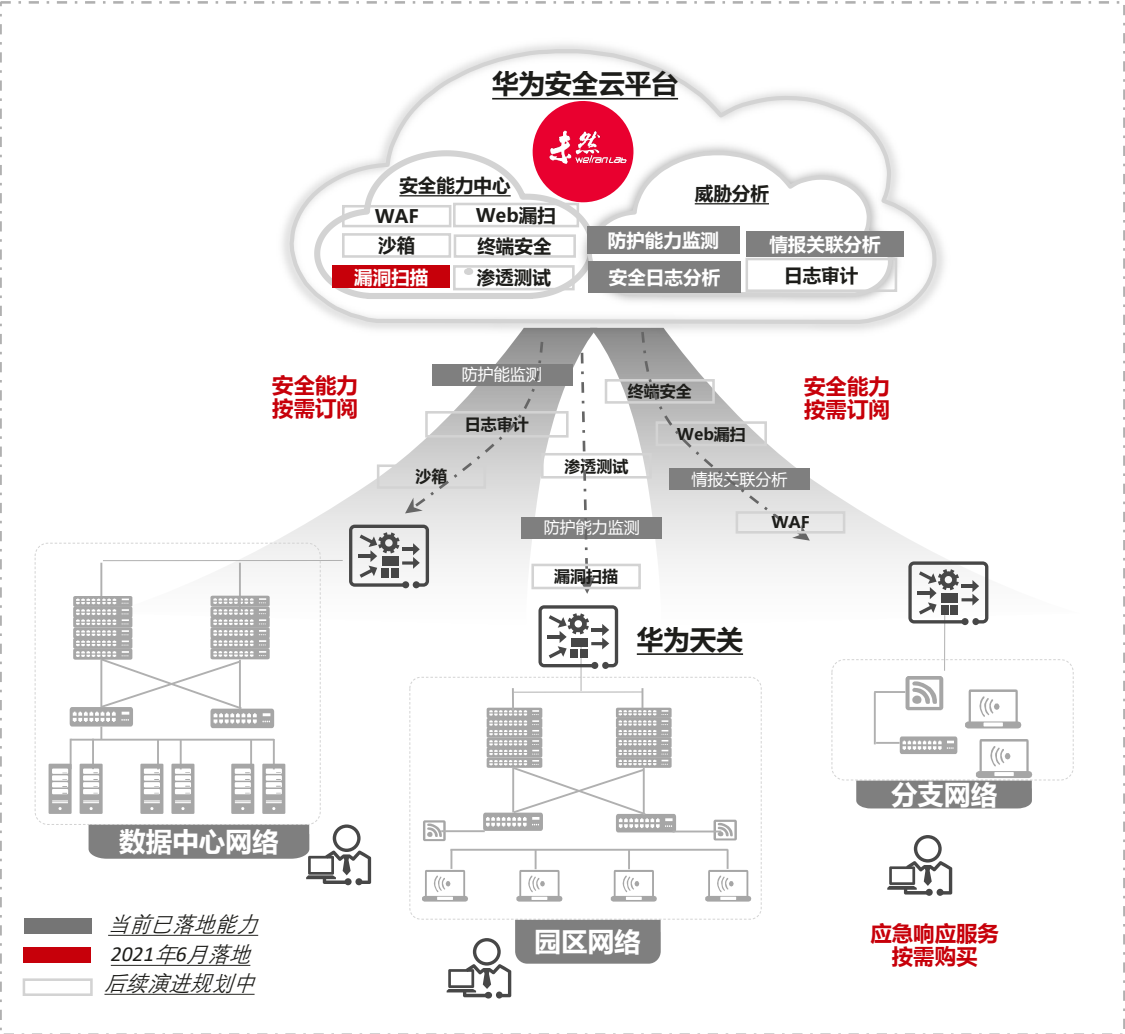 华为安全云平台
未然
weiranLab
安全能力中心
WAF
Web漏扫
沙箱
终端安全
漏洞扫描
渗透测试
威胁分析
防护能力监测
情报关联分析
安全日志分析
日志审计
安全能力
按需订阅
防护能监测
日志审计
沙箱
渗透测试
防护能力监测
漏洞扫描
终端安全
Web漏扫
情报关联分析
WAF
安全能力
按需订阅
华为天关
数据中心网络
园区网络
分支网络
应急响应服务
按需购买
当前已落地能力
2021年6月落地
后续演进规划中